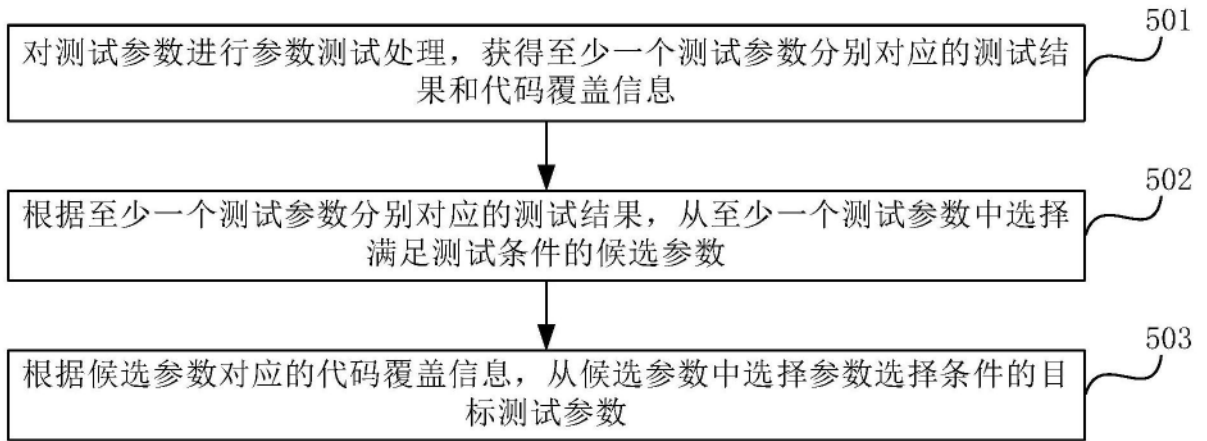 501
对测试参数进行参数测试处理，获得至少一个测试参数分别对应的测试结
果和代码覆盖信息
502
根据至少一个测试参数分别对应的测试结果，从至少一个测试参数中选择
满足测试条件的候选参数
503
根据候选参数对应的代码覆盖信息，从候选参数中选择参数选择条件的目
标测试参数